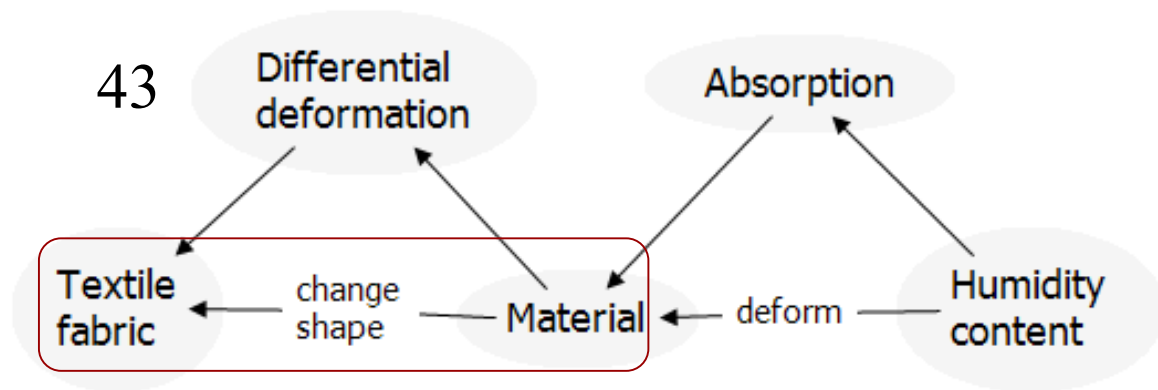 43
Differential
deformation
Absorption
Textile
fabric
change
shape
Material
deform
Humidity
content